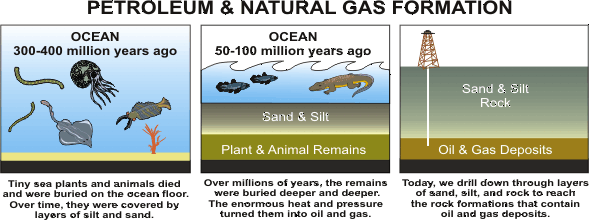 PETROLEUM & NATURAL GAS FORMATION
OCEAN
300-400 million years ago
Tiny sea plants and animals died
and were buried on the ocean floor.
Over time, they were covered by
layers of silt and sand.
OCEAN
50-100 million years ago
Sand & Silt
Plant & Animal Remains
Over millions of years, the remains
were buried deeper and deeper.
The enormous heat and pressure
turned them into oil and gas.
Sand & Silt
Rock
Oil & Gas Deposits
Today, we drill down through layers
of sand, silt, and rock to reach
the rock formations that contain
oil and gas deposits.